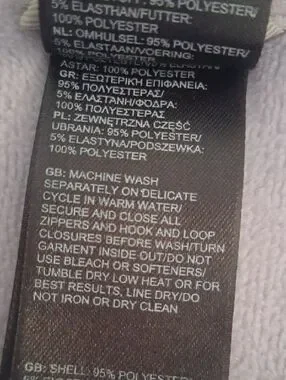 5% ELASTHAN/FUTTER:
100% POLYESTER
NL: OMHULSEL: 95% POLYESTER/
5% ELASTAAN/VOERING:
100% POLYESTER
ASTAR: 100% POLYESTER
GR: ΕΞΩΤΕΡΙΚΗ ΕΠΙΦΑΝΕΙΑ:
95% ΠΟΛΥΕΣΤΕΡΑΣ/
5% ΕΛΑΣΤΑΝΗ/ΦΟΔΡΑ:
100% ΠΟΛΥΕΣΤΕΡΑΣ
PL: ZEWNĘTRZNA CZĘŚĆ
UBRANIA: 95% POLYESTER/
5% ELASTYNA/PODSZEWKA:
100% POLYESTER
GB: MACHINE WASH
SEPARATELY ON DELICATE
CYCLE IN WARM WATER/
SECURE AND CLOSE ALL
ZIPPERS AND HOOK AND LOOP
CLOSURES BEFORE WASH/TURN
GARMENT INSIDE OUT/DO NOT
USE BLEACH OR SOFTENERS/
TUMBLE DRY LOW HEAT OR FOR
BEST RESULTS, LINE DRY/DO
NOT IRON OR DRY CLEAN
GB: SHELL: 95% POLYESTER/